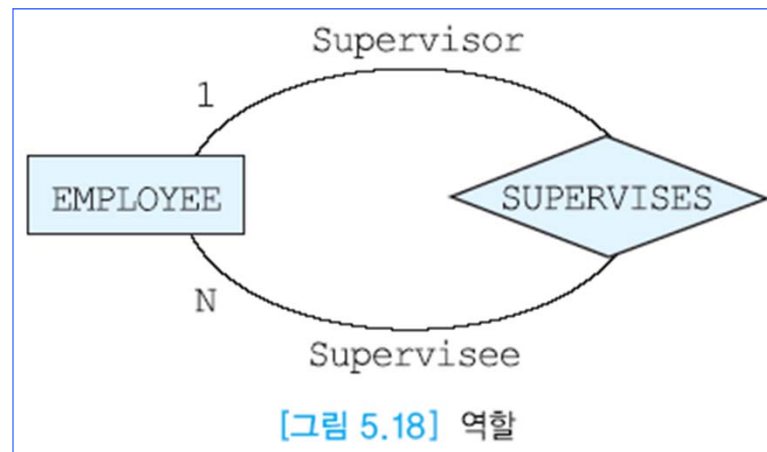 Supervisor
1
EMPLOYEE
SUPERVISES
N
Supervisee
[그림 5.18] 역할